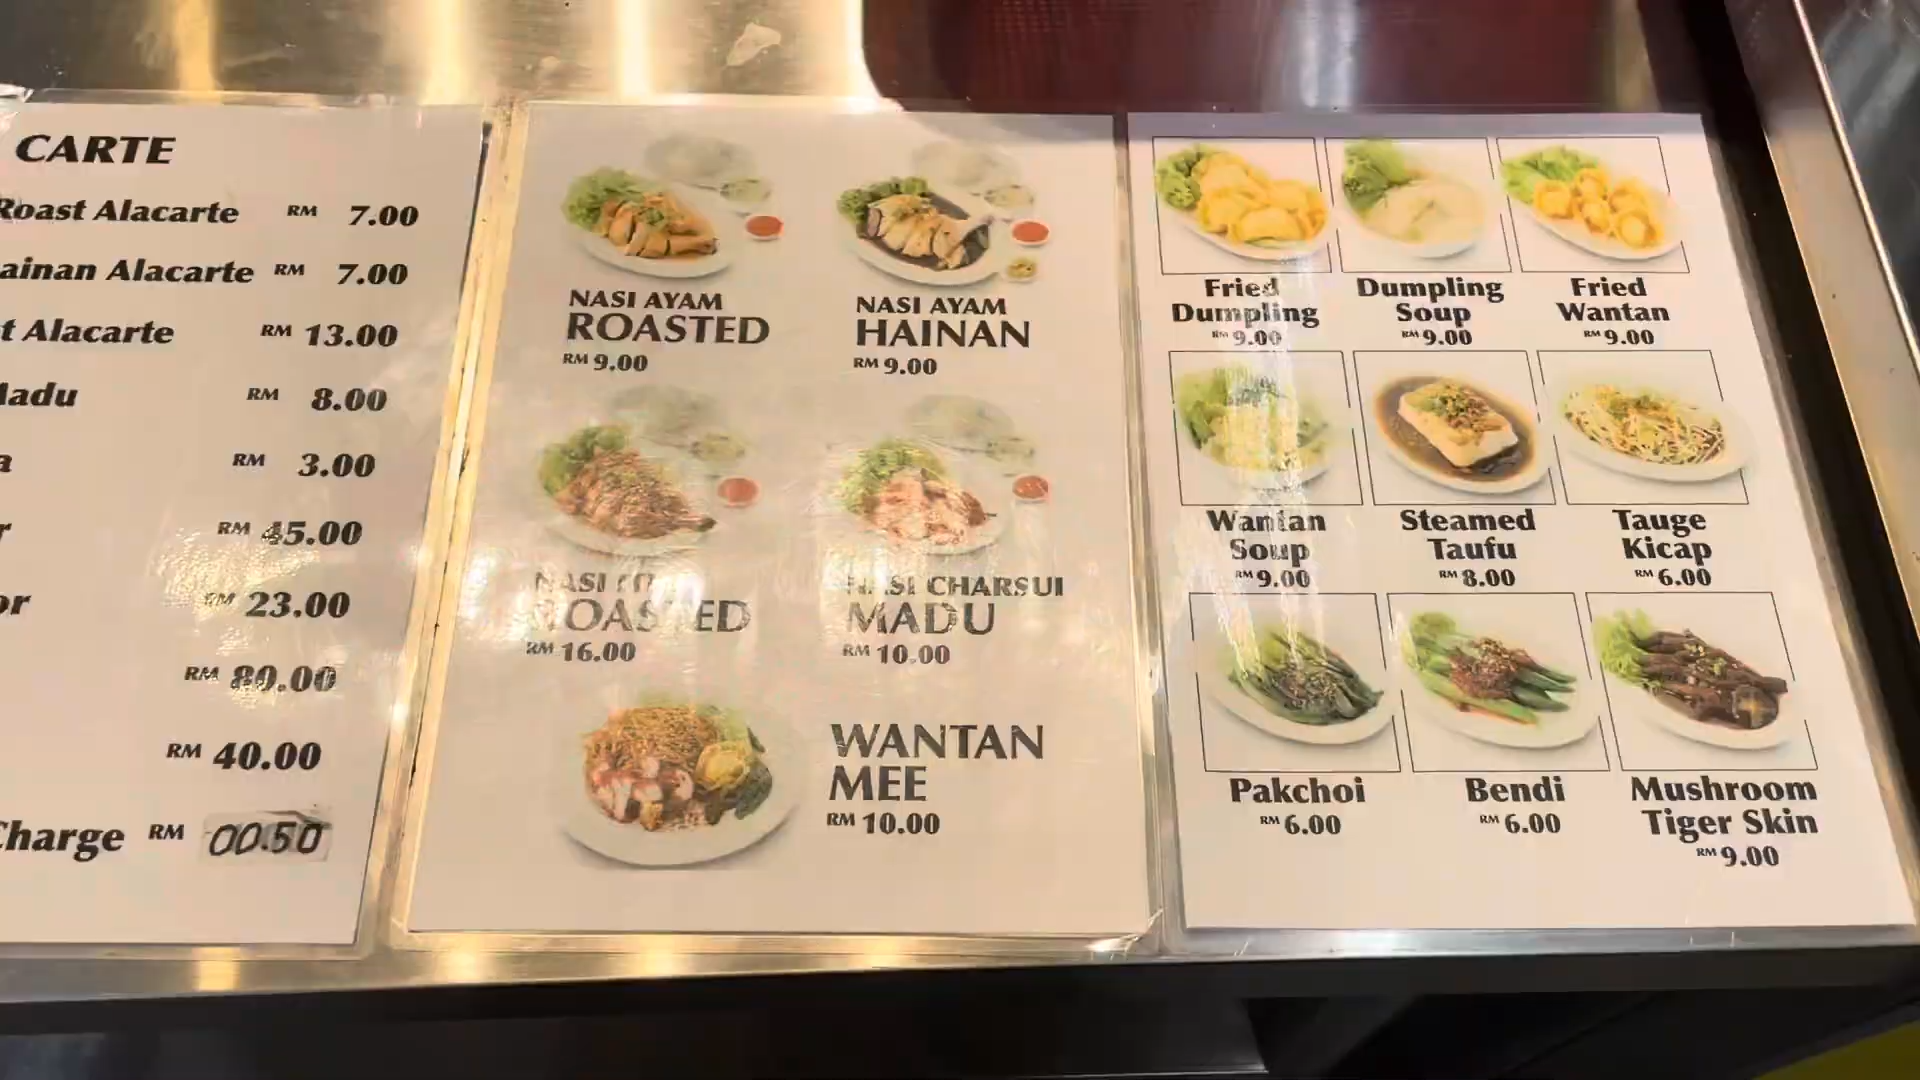 CARTE
Roast Alacarte RM 7.00
ainan Alacarte RM 7.00
t Alacarte RM 13.00
Madu RM 8.00
a RM 3.00
r RM 45.00
or RM 23.00
RM 80.00
RM 40.00
Charge RM 00.50
NASI AYAM
ROASTED
RM 9.00
NASI AYAM
HAINAN
RM 9.00
NASI
ROASTED
RM 16.00
NASI CHARSUI
MADU
RM 10.00
WANTAN
MEE
RM 10.00
Fried
Dumpling
RM 9.00
Dumpling
Soup
RM 9.00
Fried
Wantan
RM 9.00
Wantan
Soup
RM 9.00
Steamed
Taufu
RM 8.00
Tauge
Kicap
RM 6.00
Pakchoi
RM 6.00
Bendi
RM 6.00
Mushroom
Tiger Skin
RM 9.00